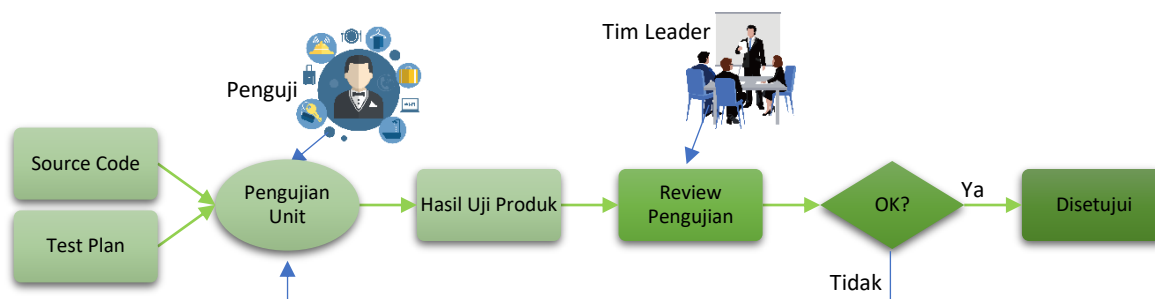 Tim Leader
Penguji
Source Code
Test Plan
Pengujian
Unit
Hasil Uji Produk
Review
Pengujian
OK?
Ya
Disetujui
Tidak